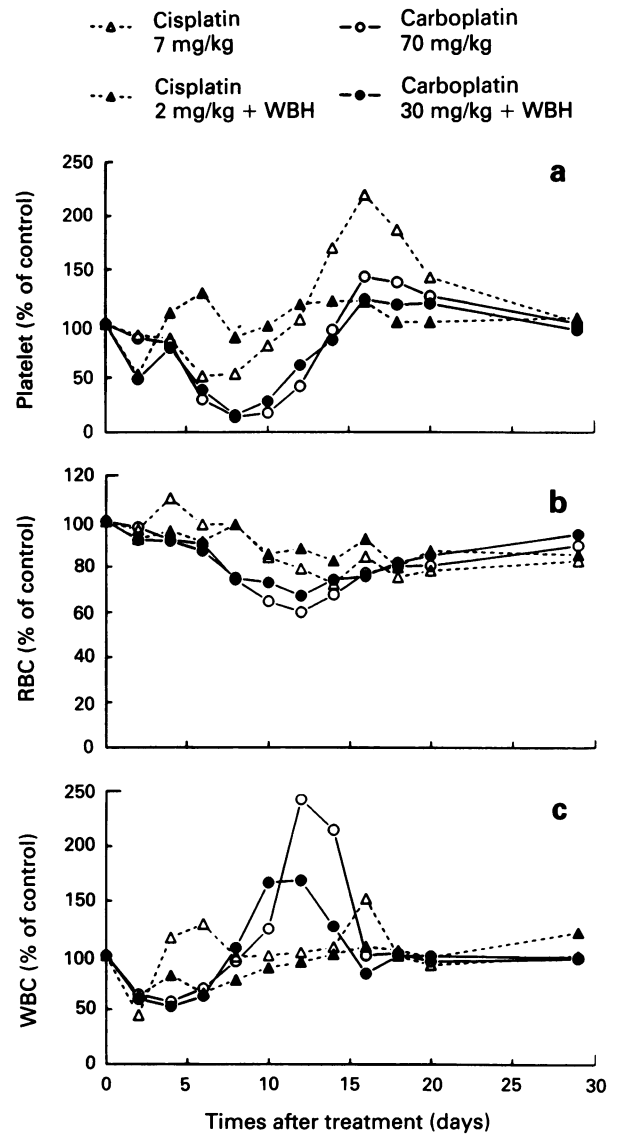 Cisplatin
7 mg/kg
Carboplatin
70 mg/kg
Cisplatin
2 mg/kg + WBH
Carboplatin
30 mg/kg + WBH
a
Platelet (% of control)
250
200
150
100
50
0
b
RBC (% of control)
120
100
80
60
40
20
0
c
WBC (% of control)
250
200
150
100
50
0
0 5 10 15 20 25 30
Times after treatment (days)